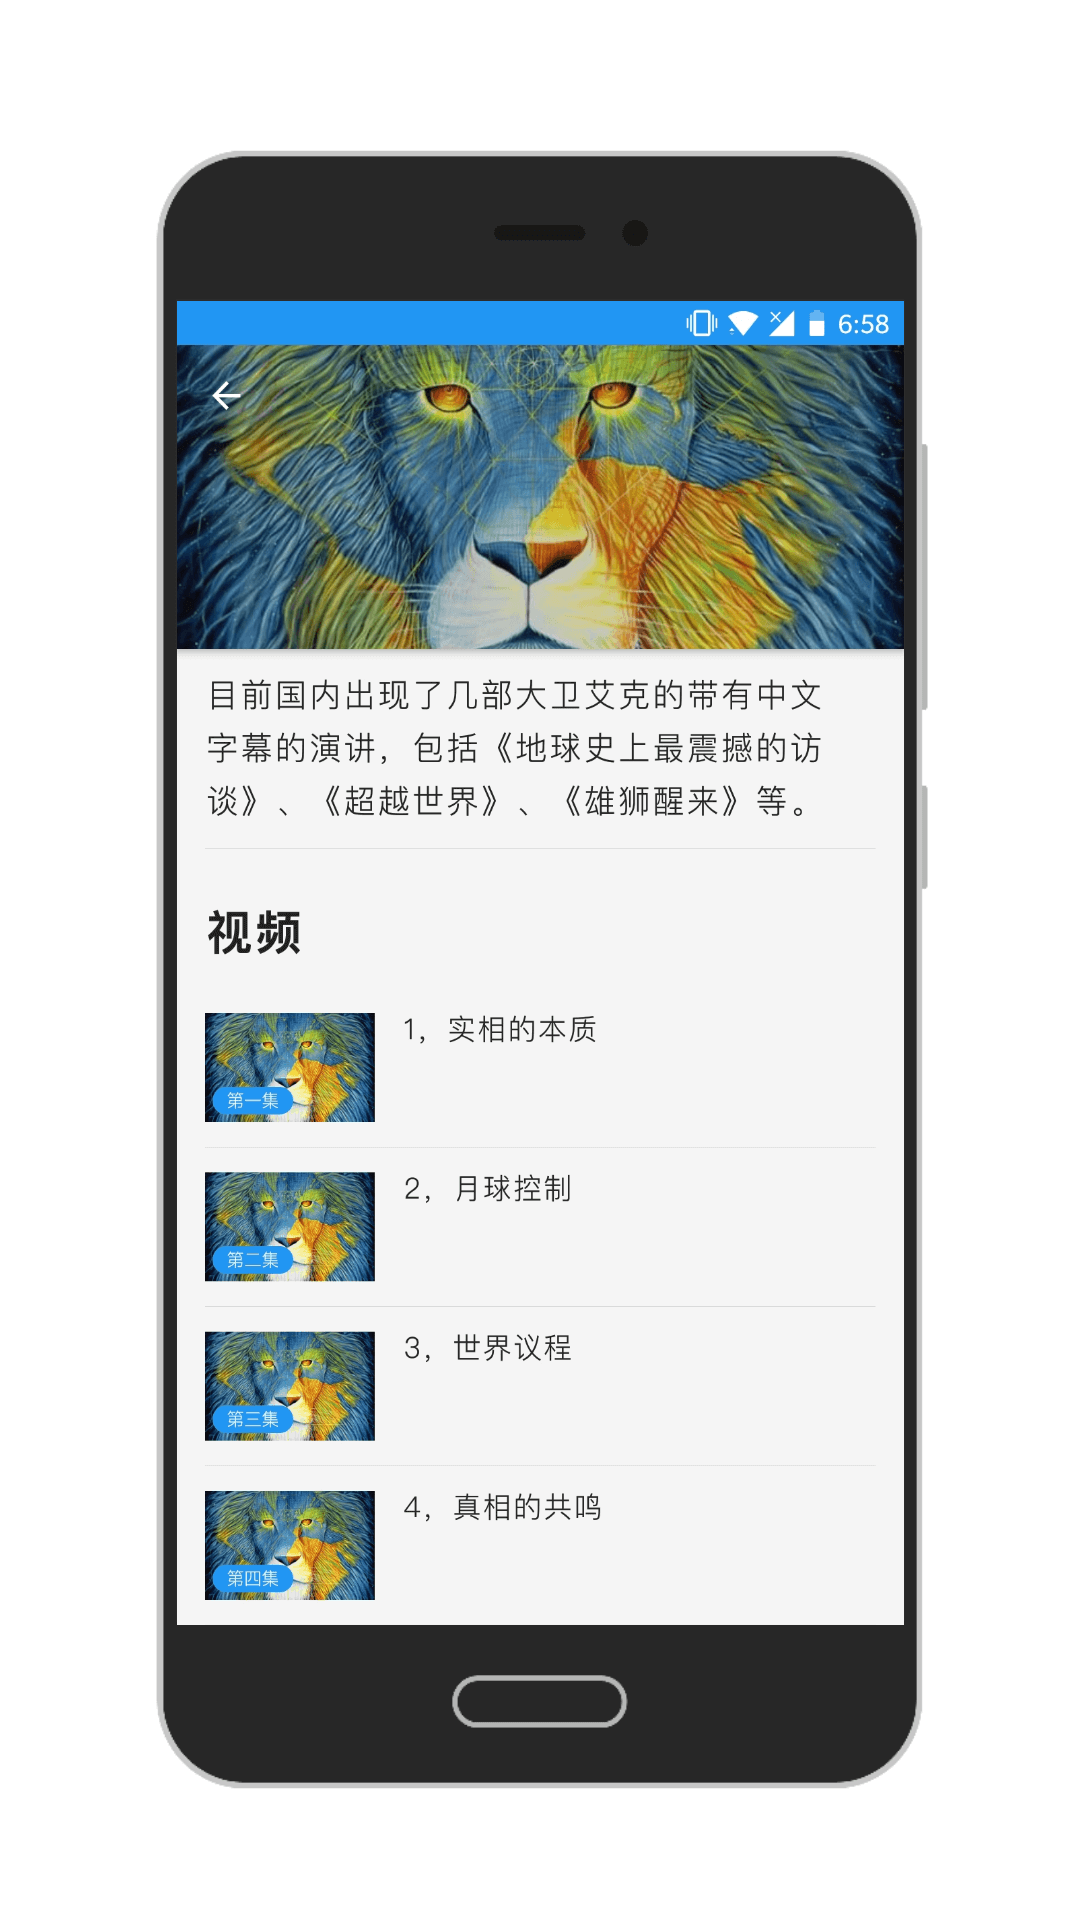 6:58
目前国内出现了几部大卫艾克的带有中文
字幕的演讲，包括《地球史上最震撼的访
谈》、《超越世界》、《雄狮醒来》等。
视频
1，实相的本质
第一集
2，月球控制
第二集
3，世界议程
第三集
4，真相的共鸣
第四集